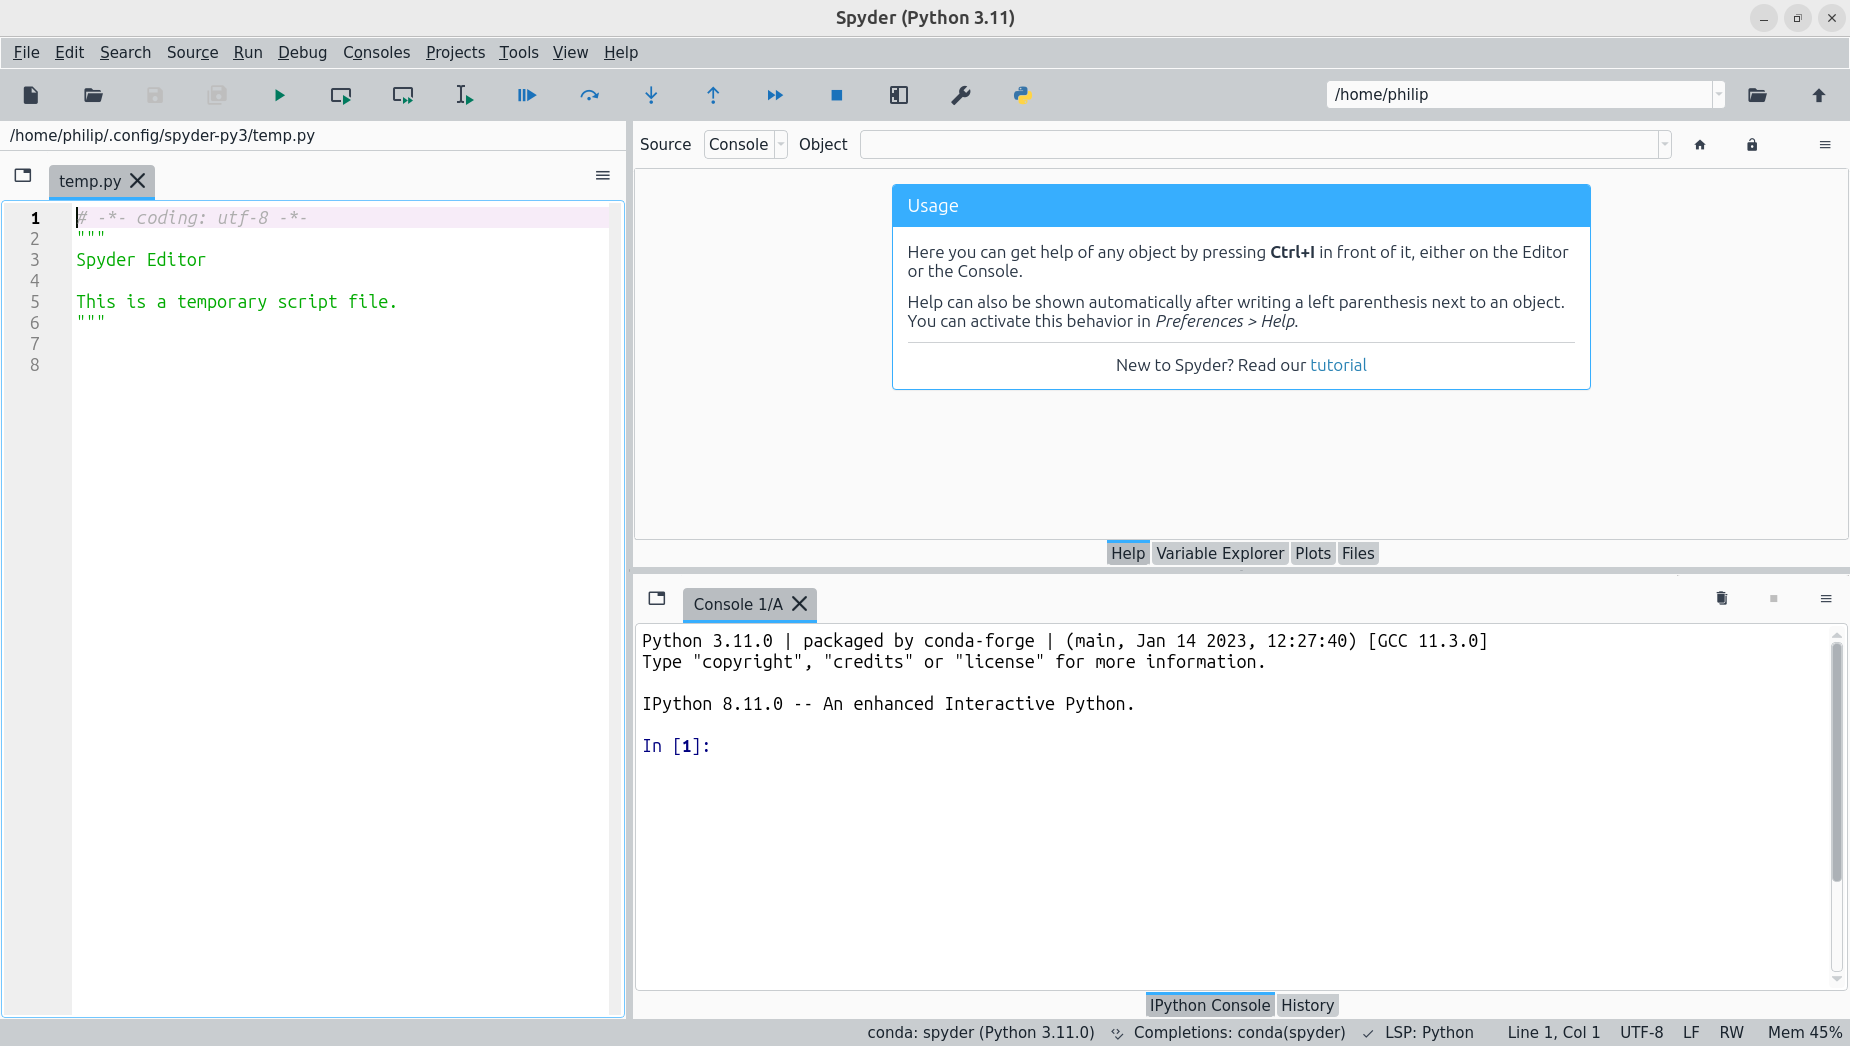 Spyder (Python 3.11)
File Edit Search Source Run Debug Consoles Projects Tools View Help
/home/philip
/home/philip/.config/spyder-py3/temp.py
temp.py
1 # -*- coding: utf-8 -*-
2 """
3 Spyder Editor
4
5 This is a temporary script file.
6 """
7
8
Source Console Object
Usage
Here you can get help of any object by pressing Ctrl+I in front of it, either on the Editor
or the Console.
Help can also be shown automatically after writing a left parenthesis next to an object.
You can activate this behavior in Preferences > Help.
New to Spyder? Read our tutorial
Help Variable Explorer Plots Files
Console 1/A
Python 3.11.0 | packaged by conda-forge | (main, Jan 14 2023, 12:27:40) [GCC 11.3.0]
Type "copyright", "credits" or "license" for more information.
IPython 8.11.0 -- An enhanced Interactive Python.
In [1]:
IPython Console History
conda: spyder (Python 3.11.0) Completions: conda(spyder) LSP: Python Line 1, Col 1 UTF-8 LF RW Mem 45%